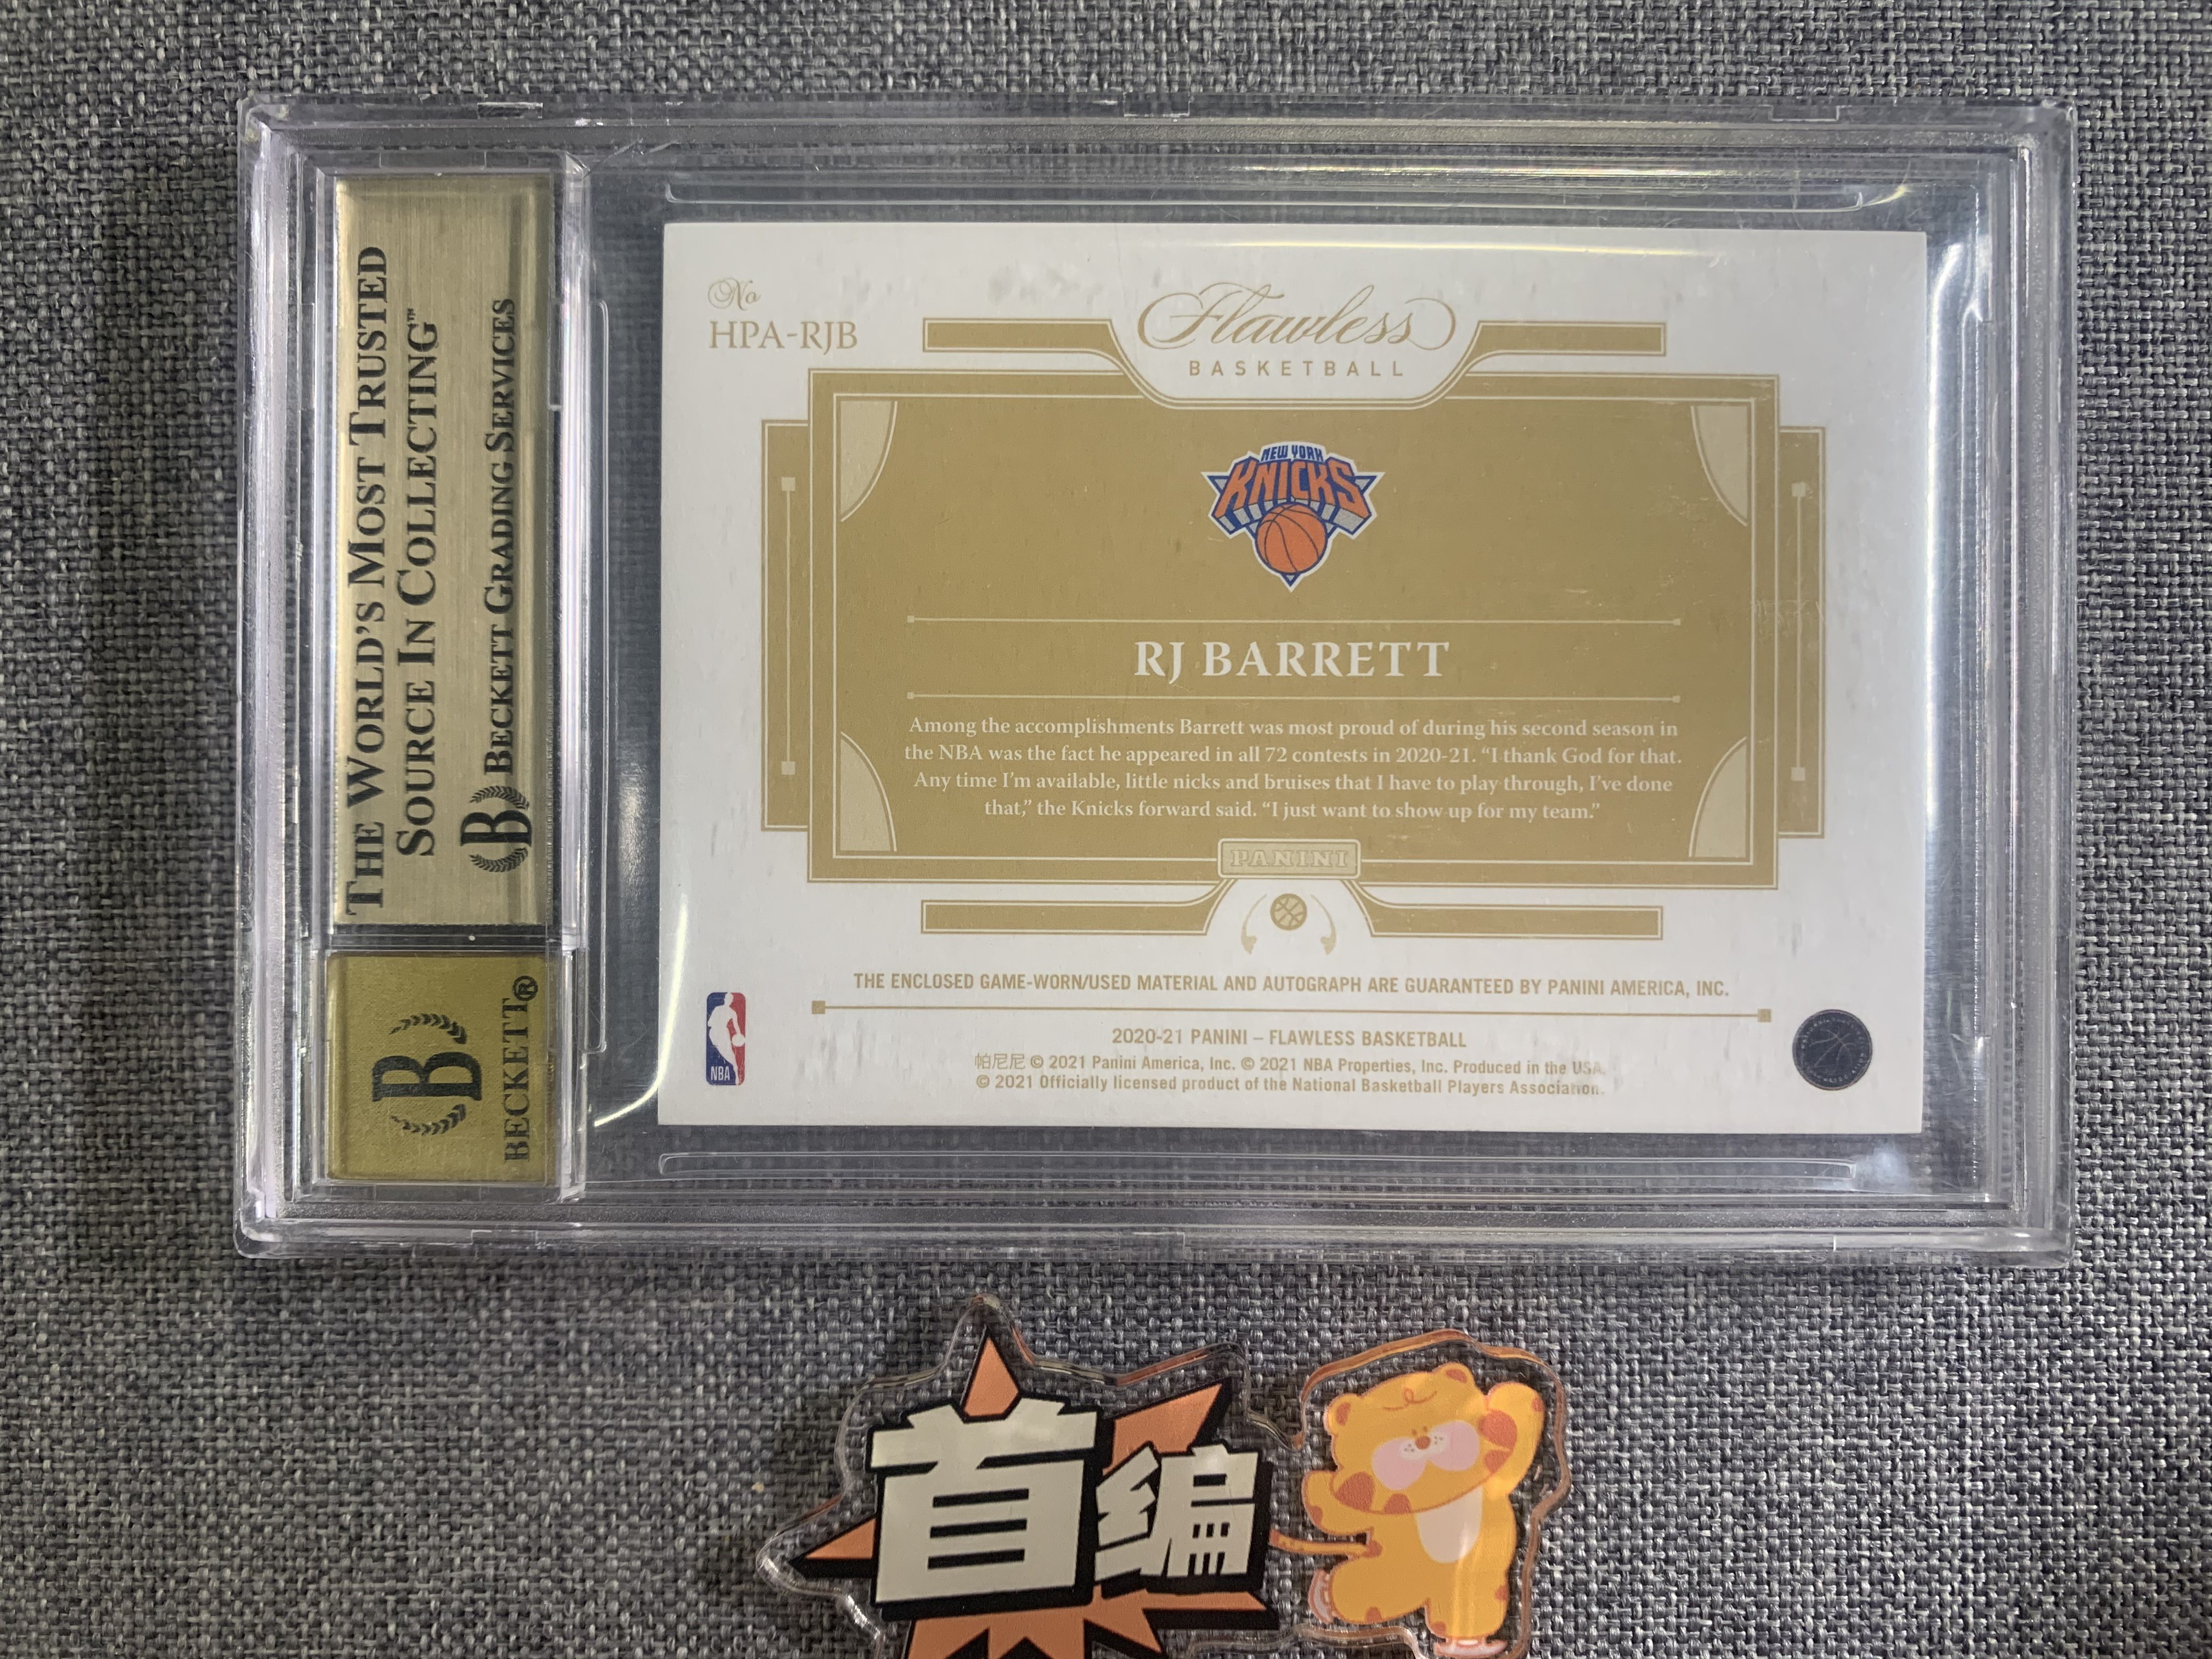 THE WORLD'S MOST TRUSTED
SOURCE IN COLLECTING™
B BECKETT GRADING SERVICES
B
BECKETT®
No
HPA-RJB
Flawless
BASKETBALL
NEW YORK
KNICKS
RJ BARRETT
Among the accomplishments Barrett was most proud of during his second season in
the NBA was the fact he appeared in all 72 contests in 2020-21. “I thank God for that.
Any time I'm available, little nicks and bruises that I have to play through, I've done
that,” the Knicks forward said. “I just want to show up for my team.”
PANINI
THE ENCLOSED GAME-WORN/USED MATERIAL AND AUTOGRAPH ARE GUARANTEED BY PANINI AMERICA, INC.
NBA
2020-21 PANINI – FLAWLESS BASKETBALL
帕尼尼 © 2021 Panini America, Inc. © 2021 NBA Properties, Inc. Produced in the USA.
© 2021 Officially licensed product of the National Basketball Players Association.
首编